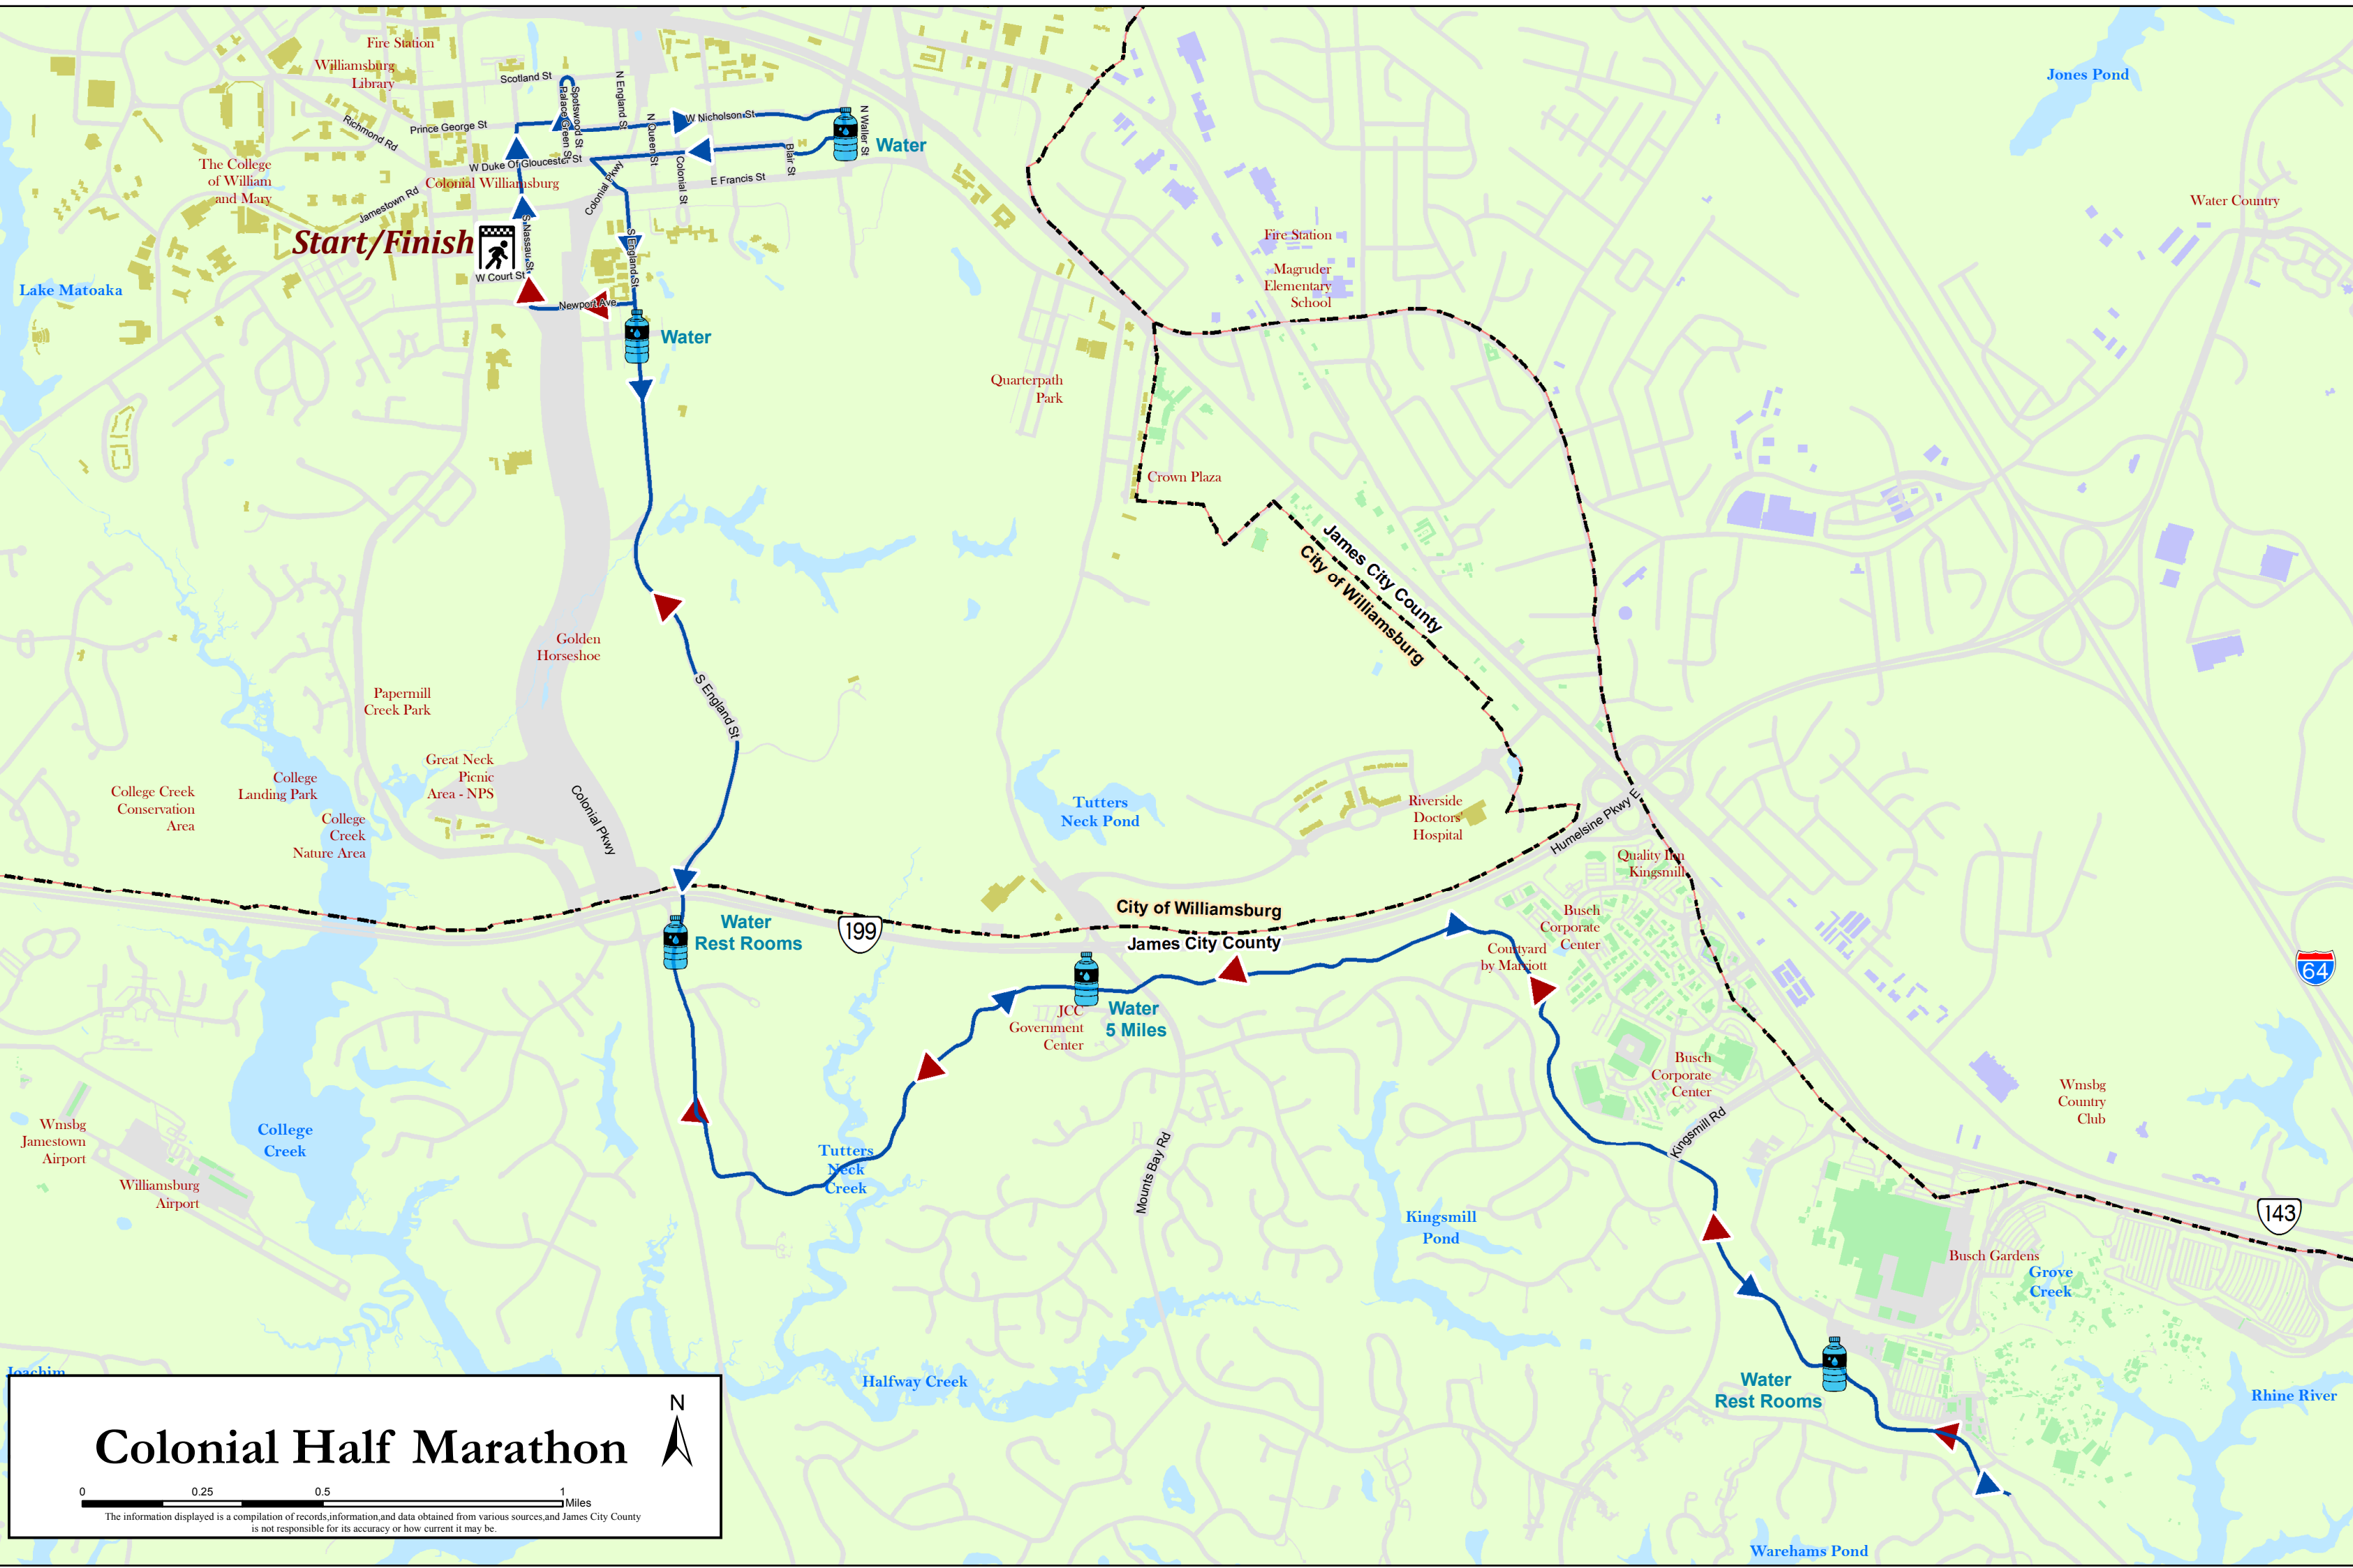 Fire Station
Williamsburg
Library
Scotland St
Spotswood St
Palace Green St
N England St
N Queen St
W Nicholson St
N Waller St
Water
Prince George St
Richmond Rd
W Duke Of Gloucester St
Colonial Williamsburg
The College
of William
and Mary
Jamestown Rd
Colonial Pkwy
Colonial St
Blair St
E Francis St
Start/Finish
S Nassau St
W Court St
S England St
Newport Ave
Water
Lake Matoaka
Jones Pond
Water Country
Fire Station
Magruder
Elementary
School
Quarterpath
Park
Crown Plaza
James City County
City of Williamsburg
Golden
Horseshoe
Papermill
Creek Park
S England St
Great Neck
Picnic
Area - NPS
College
Landing Park
College Creek
Conservation
Area
College
Creek
Nature Area
Colonial Pkwy
Tutters
Neck Pond
Riverside
Doctors'
Hospital
Humelsine Pkwy E
Quality Inn
Kingsmill
Water
Rest Rooms
199
City of Williamsburg
James City County
Busch
Corporate
Center
Courtyard
by Marriott
64
Water
5 Miles
JCC
Government
Center
Busch
Corporate
Center
Kingsmill Rd
Wmsbg
Country
Club
Wmsbg
Jamestown
Airport
Williamsburg
Airport
College
Creek
Tutters
Neck
Creek
Mounts Bay Rd
Kingsmill
Pond
143
Busch Gardens
Grove
Creek
Water
Rest Rooms
Rhine River
Halfway Creek
Joachim
Warehams Pond
N
Colonial Half Marathon
0 0.25 0.5 1
Miles
The information displayed is a compilation of records,information,and data obtained from various sources,and James City County
is not responsible for its accuracy or how current it may be.